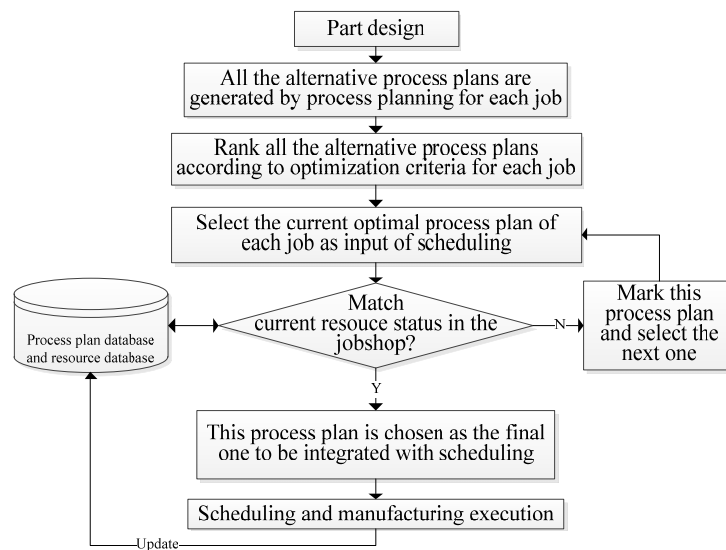 Part design
All the alternative process plans are
generated by process planning for each job
Rank all the alternative process plans
according to optimization criteria for each job
Select the current optimal process plan of
each job as input of scheduling
Match
current resouce status in the
jobshop?
Process plan database
and resource database
N
Mark this
process plan
and select the
next one
Y
This process plan is chosen as the final
one to be integrated with scheduling
Scheduling and manufacturing execution
Update